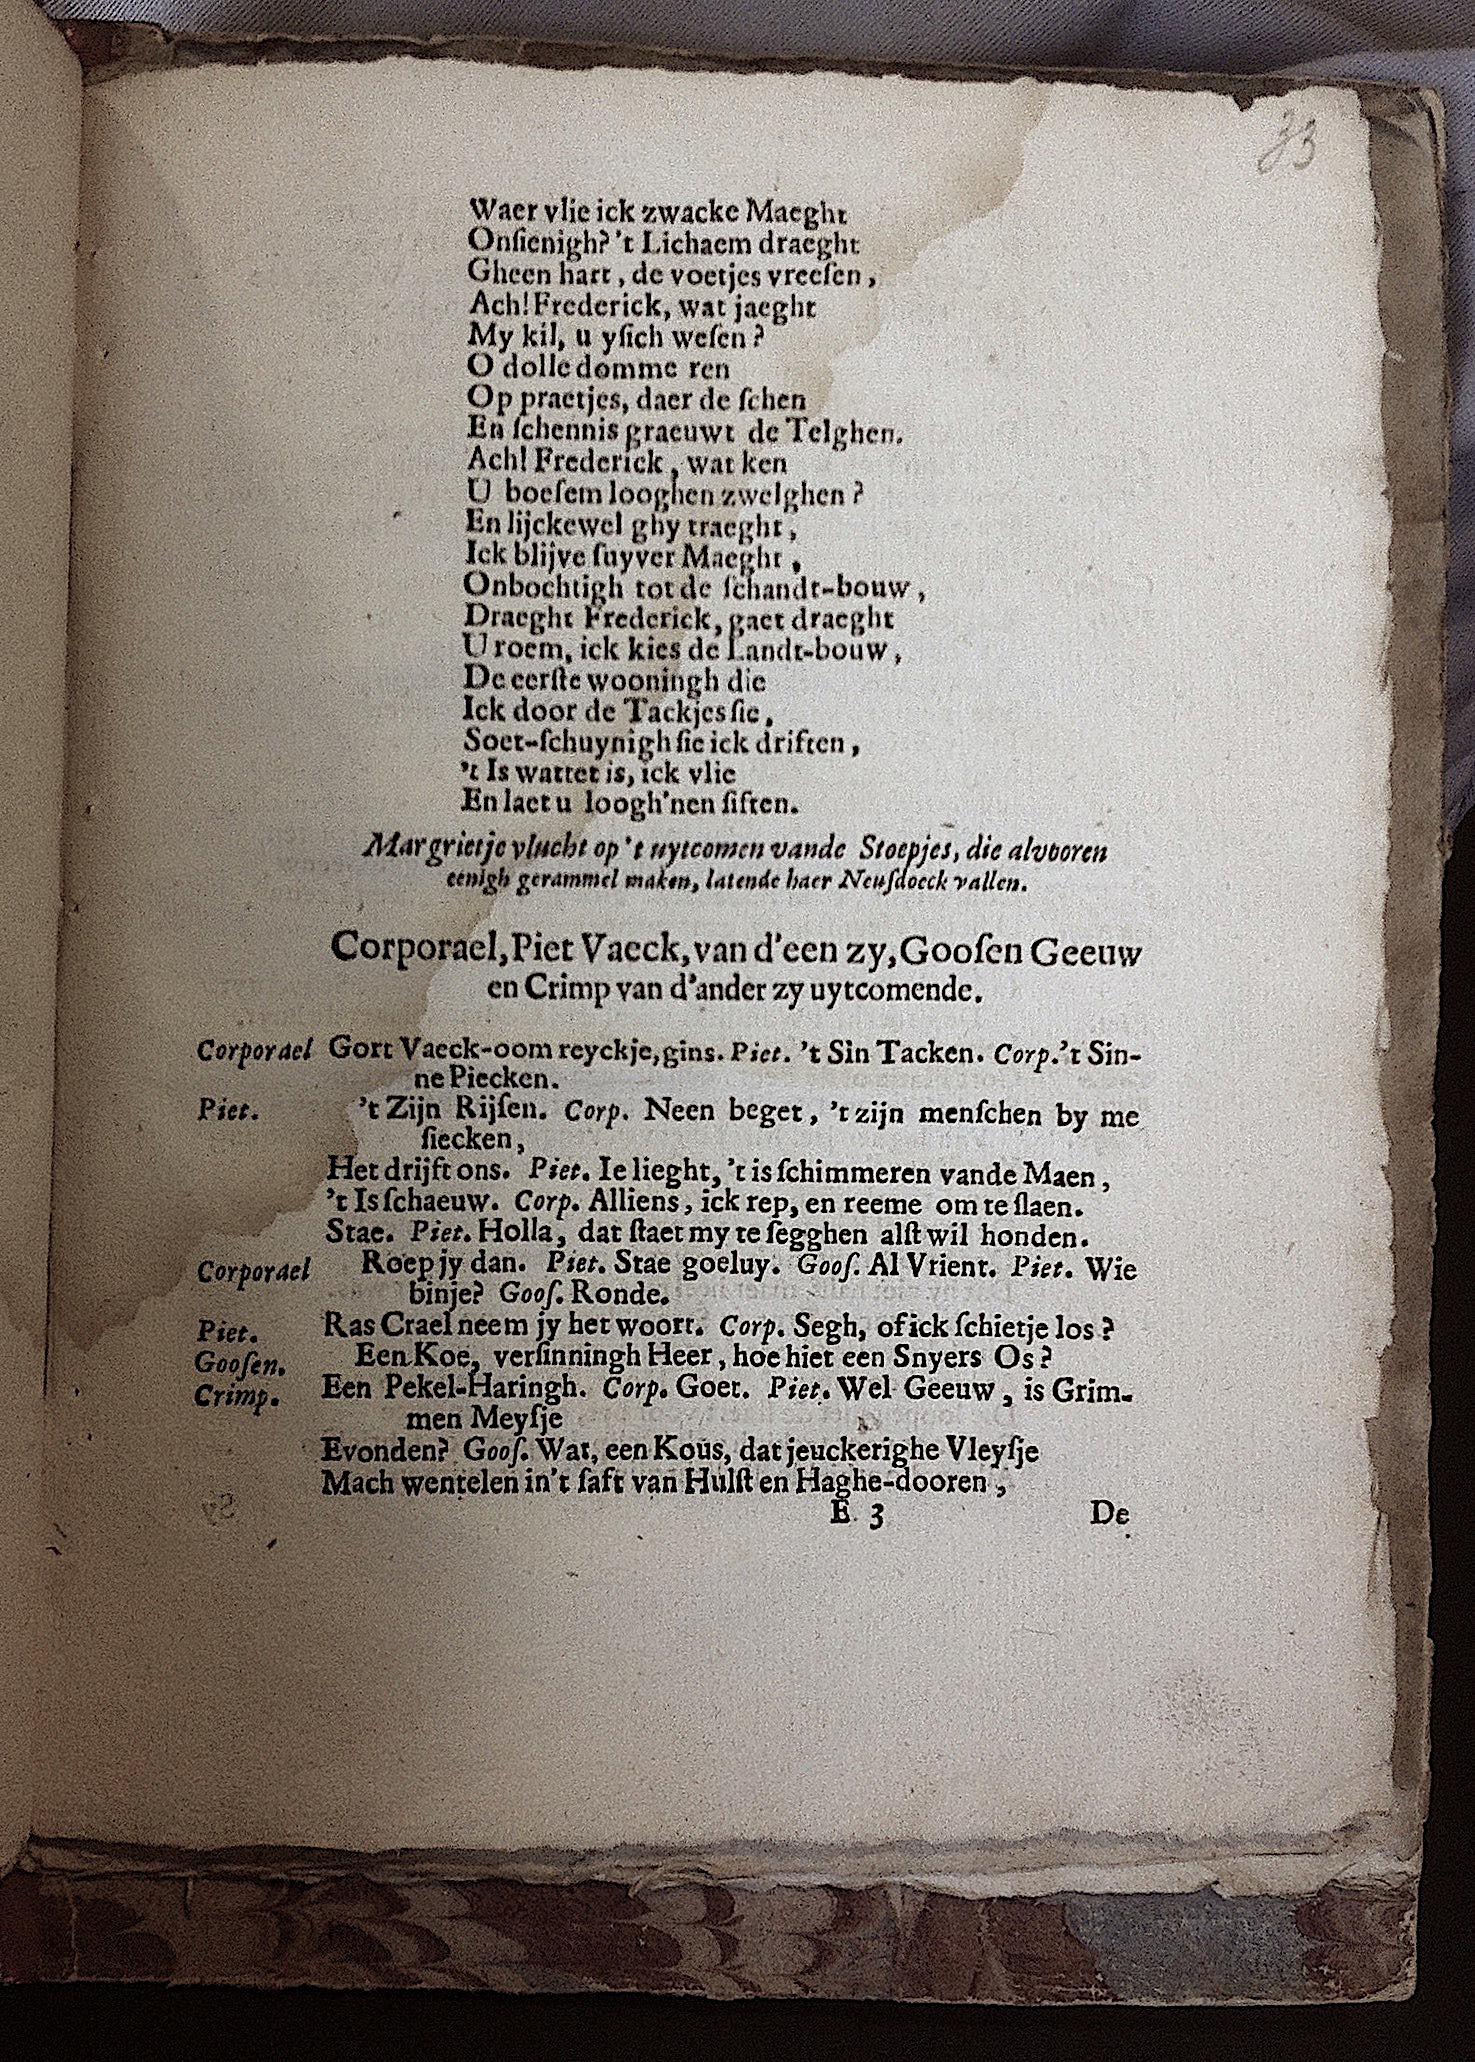 33
Waer vlie ick zwacke Maeght
Onſienigh? 't Lichaem draeght
Gheen hart, de voetjes vreeſen,
Ach! Frederick, wat jaeght
My kil, u yſich weſen?
O dolle domme ren
Op praetjes, daer de ſchen
En ſchennis graeuwt de Telghen.
Ach! Frederick, wat ken
U boeſem looghen zwelghen?
En lijckewel ghy traeght,
Ick blijve ſuyver Maeght,
Onbochtigh tot de ſchandt-bouw,
Draeght Frederick, gaet draeght
U roem, ick kies de Landt-bouw,
De eerſte wooningh die
Ick door de Tackjes ſie,
Soet-ſchuynigh ſie ick driften,
't Is wattet is, ick vlie
En laet u loogh'nen ſiften.
Margrietje vlucht op 't uytcomen vande Stoepjes, die alvooren
eenigh gerammel maken, latende haer Neuſdoeck vallen.
Corporael, Piet Vaeck, van d'een zy, Gooſen Geeuw
en Crimp van d'ander zy uytcomende.
Corporael Gort Vaeck-oom reyckje, gins. Piet. 't Sin Tacken. Corp. 't Sin-
ne Piecken.
Piet. 't Zijn Rijſen. Corp. Neen beget, 't zijn menſchen by me
ſiecken,
Het drijft ons. Piet. Ie lieght, 't is ſchimmeren vande Maen,
't Is ſchaeuw. Corp. Alliens, ick rep, en reeme om te ſlaen.
Stae. Piet. Holla, dat ſtaet my te ſegghen alſt wil honden.
Corporael Roep jy dan. Piet. Stae goeluy. Gooſ. Al Vrient. Piet. Wie
binje? Gooſ. Ronde.
Piet. Ras Crael neem jy het woort. Corp. Segh, of ick ſchietje los?
Gooſen. Een Koe, verſinningh Heer, hoe hiet een Snyers Os?
Crimp. Een Pekel-Haringh. Corp. Goet. Piet. Wel Geeuw, is Grim-
men Meyſje
Evonden? Gooſ. Wat, een Kous, dat jeuckerighe Vleyſje
Mach wentelen in't ſaft van Hulſt en Haghe-dooren,
E 3 De